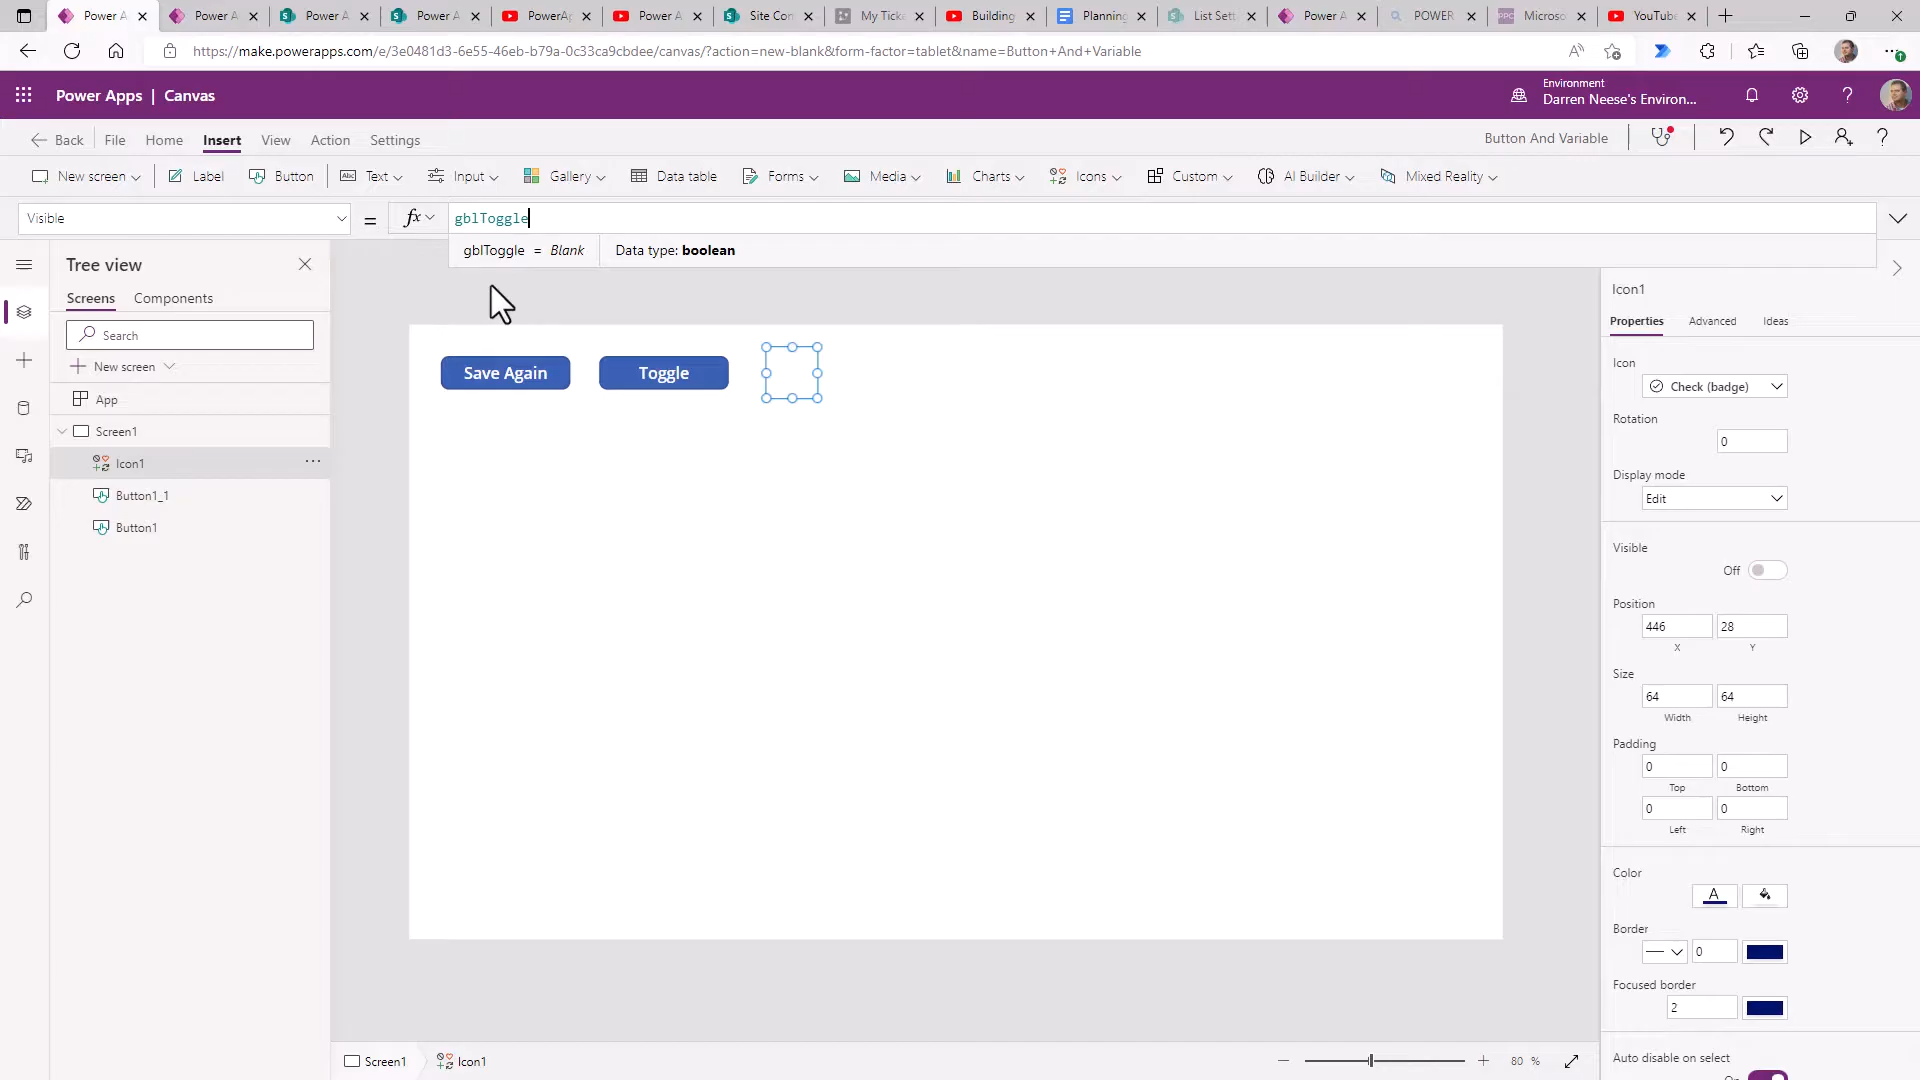 Power A
Power A
Power A
Power A
PowerA
Power A
Site Con
My Ticke
Building
Planning
List Sett
Power A
POWER
Microso
YouTube
https://make.powerapps.com/e/3e0481d3-6e55-46eb-b79a-0c33ca9cbdee/canvas/?action=new-blank&form-factor=tablet&name=Button+And+Variable
Power Apps | Canvas
Environment
Darren Neese's Environ...
Back
File
Home
Insert
View
Action
Settings
Button And Variable
New screen
Label
Button
Text
Input
Gallery
Data table
Forms
Media
Charts
Icons
Custom
AI Builder
Mixed Reality
Visible
=
fx
gblToggle
gblToggle = Blank
Data type: boolean
Tree view
Screens
Components
Search
New screen
App
Screen1
Icon1
Button1_1
Button1
Save Again
Toggle
Icon1
Properties
Advanced
Ideas
Icon
Check (badge)
Rotation
0
Display mode
Edit
Visible
Off
Position
446
28
X
Y
Size
64
64
Width
Height
Padding
0
0
Top
Bottom
0
0
Left
Right
Color
A
Border
0
Focused border
2
Auto disable on select
Screen1
Icon1
80 %